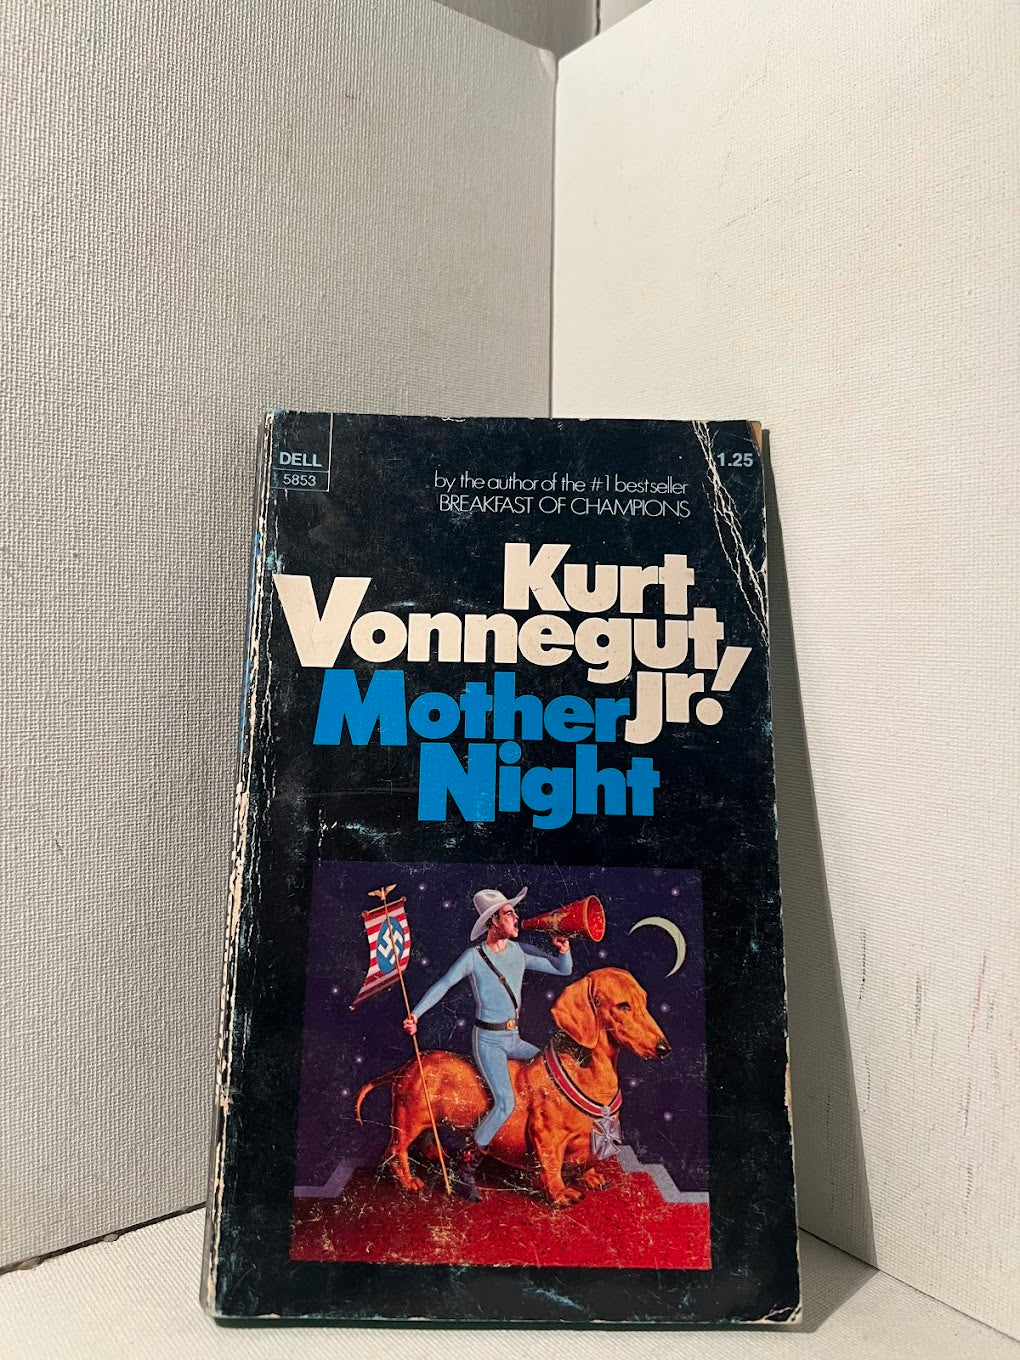 DELL
5853
1.25
by the author of the #1 bestseller
BREAKFAST OF CHAMPIONS
Kurt
Vonnegut,
Jr.!
Mother
Night